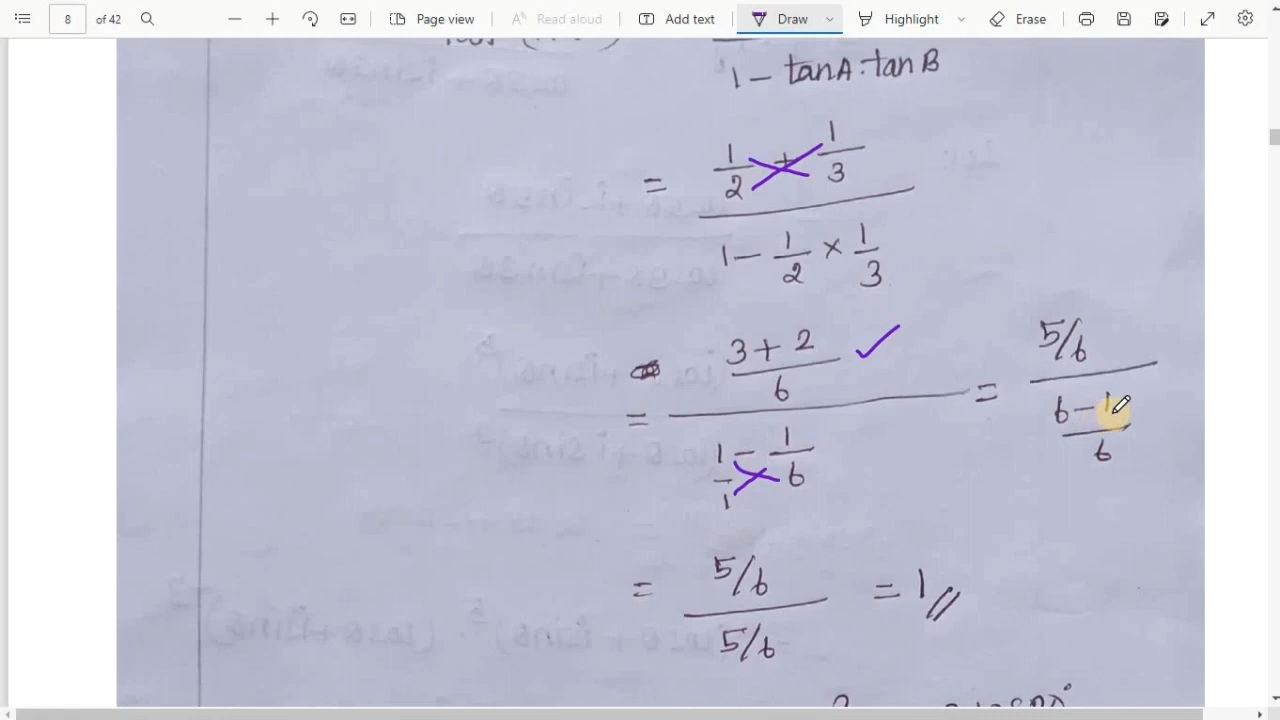 8 of 42 Page view Read aloud Add text Draw Highlight Erase
1 - tanA . tanB
= 1/2 + 1/3
1 - 1/2 × 1/3
= 3 + 2 / 6
1/1 - 1/6
= 5/6
6 - 1 / 6
= 5/6
5/6
= 1 //